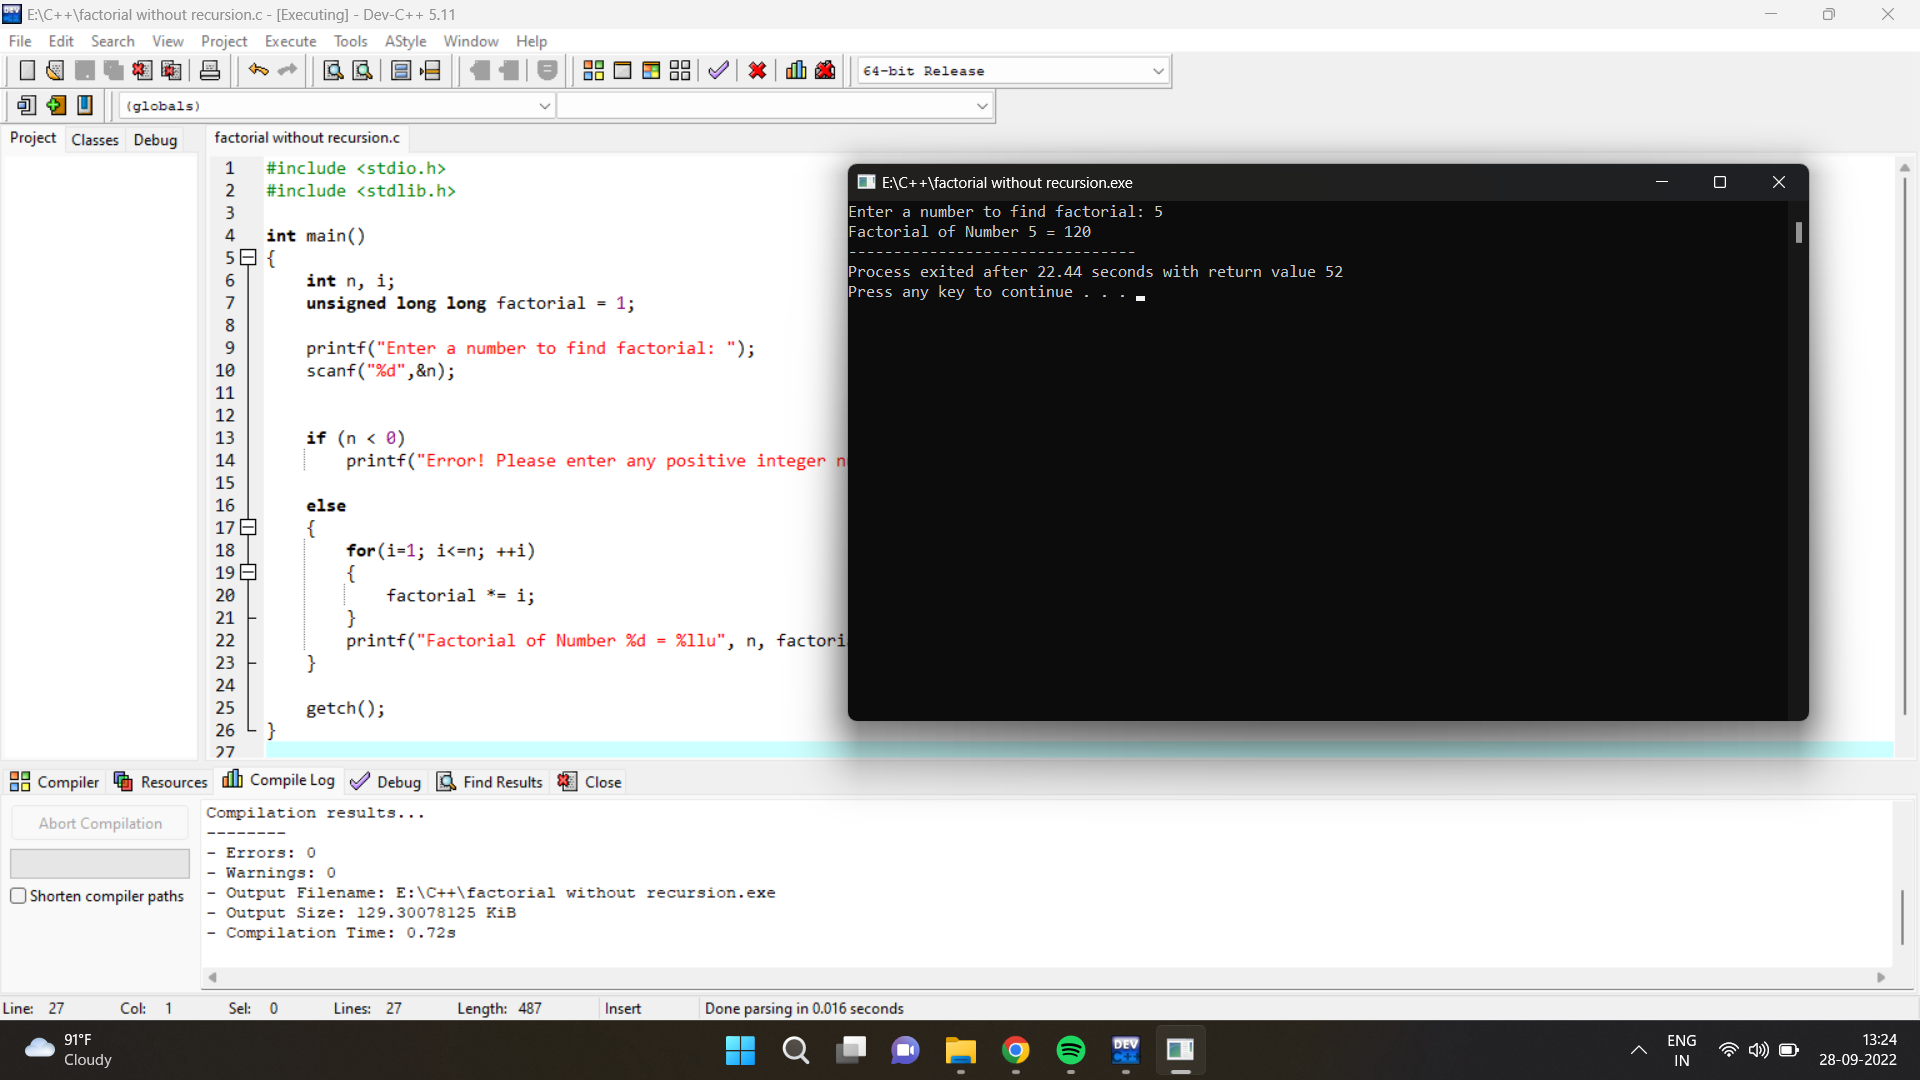 E:\C++\factorial without recursion.c - [Executing] - Dev-C++ 5.11
File Edit Search View Project Execute Tools AStyle Window Help
64-bit Release
(globals)
Project Classes Debug
factorial without recursion.c
1 #include <stdio.h>
2 #include <stdlib.h>
3
4 int main()
5 {
6 int n, i;
7 unsigned long long factorial = 1;
8
9 printf("Enter a number to find factorial: ");
10 scanf("%d",&n);
11
12
13 if (n < 0)
14 printf("Error! Please enter any positive integer n
15
16 else
17 {
18 for(i=1; i<=n; ++i)
19 {
20 factorial *= i;
21 }
22 printf("Factorial of Number %d = %llu", n, factori
23 }
24
25 getch();
26 }
27
E:\C++\factorial without recursion.exe
Enter a number to find factorial: 5
Factorial of Number 5 = 120
--------------------------------
Process exited after 22.44 seconds with return value 52
Press any key to continue . . .
Compiler Resources Compile Log Debug Find Results Close
Abort Compilation
Shorten compiler paths
Compilation results...
--------
- Errors: 0
- Warnings: 0
- Output Filename: E:\C++\factorial without recursion.exe
- Output Size: 129.30078125 KiB
- Compilation Time: 0.72s
Line: 27 Col: 1 Sel: 0 Lines: 27 Length: 487 Insert Done parsing in 0.016 seconds
91°F
Cloudy
DEV
C++
ENG
IN
13:24
28-09-2022